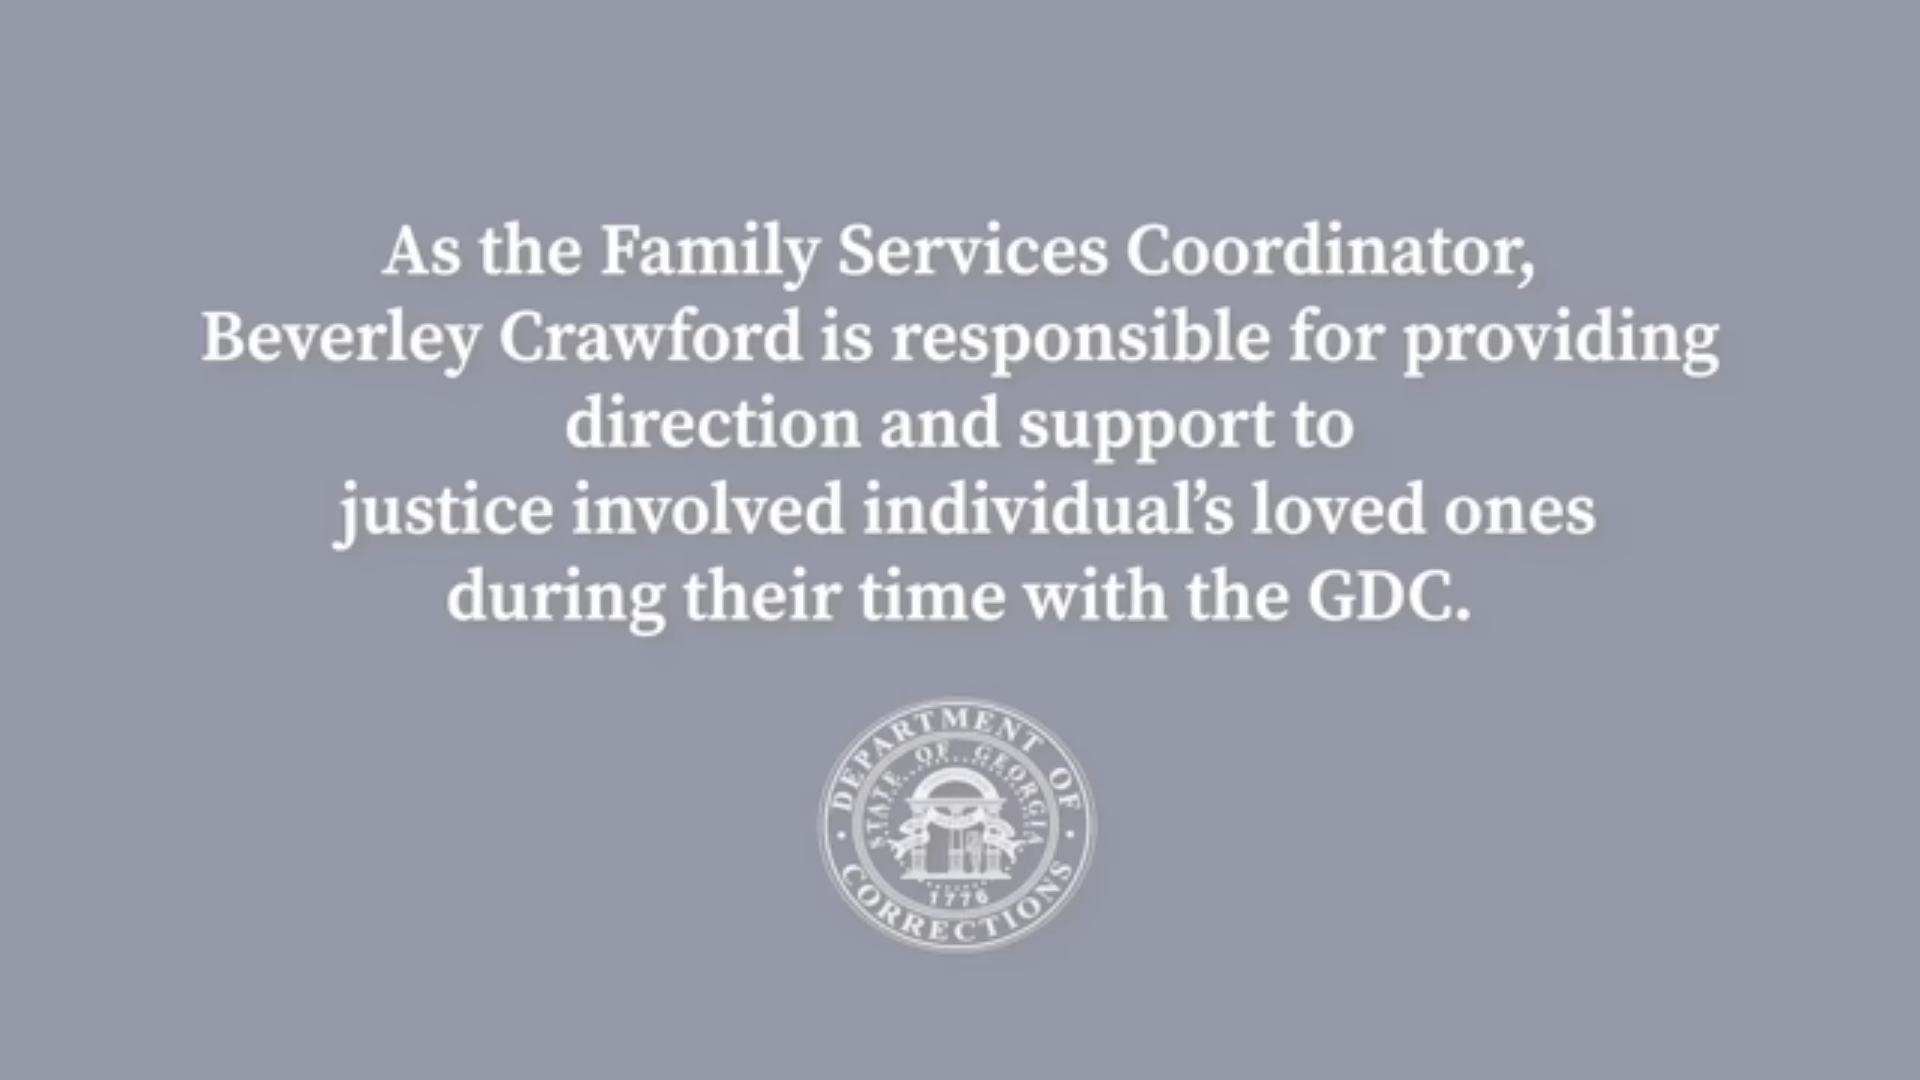 As the Family Services Coordinator,
Beverley Crawford is responsible for providing
direction and support to
justice involved individual’s loved ones
during their time with the GDC.
DEPARTMENT OF
STATE OF GEORGIA
1776
CORRECTIONS